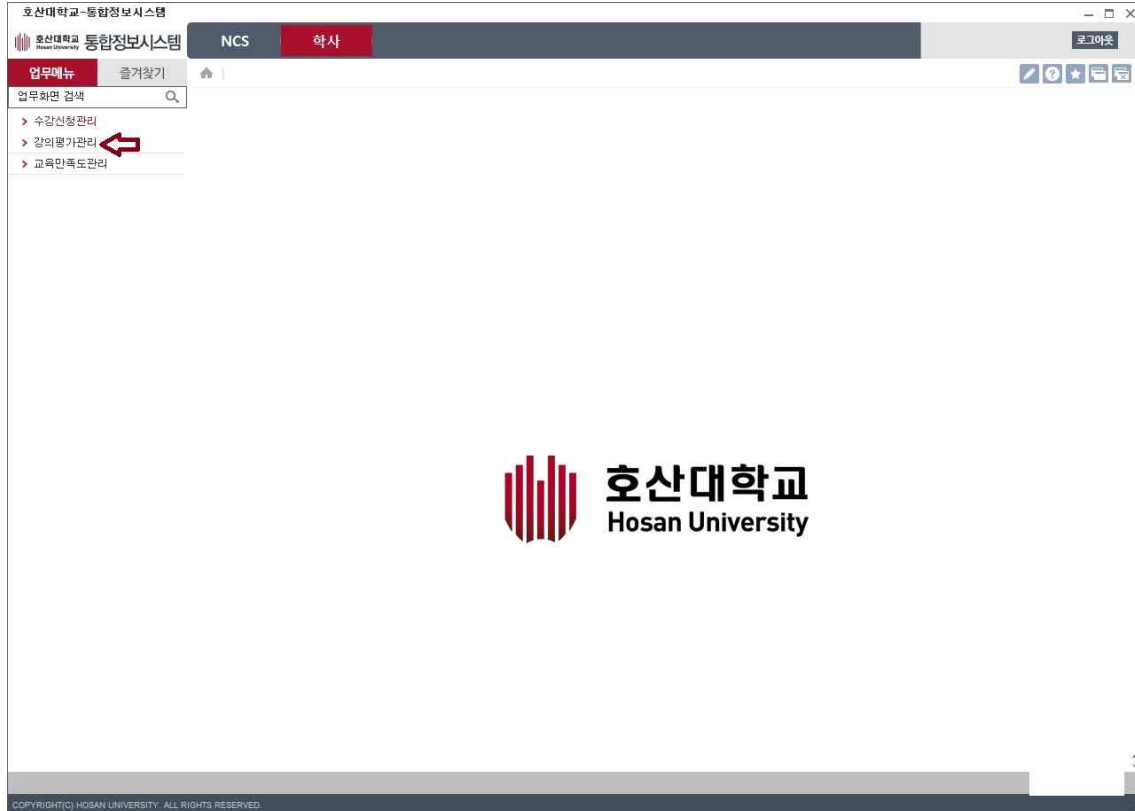 호산대학교-통합정보시스템
호산대학교 Hosan University 통합정보시스템
NCS
학사
로그아웃
업무메뉴
즐겨찾기
업무화면 검색
수강신청관리
강의평가관리
교육만족도관리
호산대학교
Hosan University
COPYRIGHT(C) HOSAN UNIVERSITY. ALL RIGHTS RESERVED.